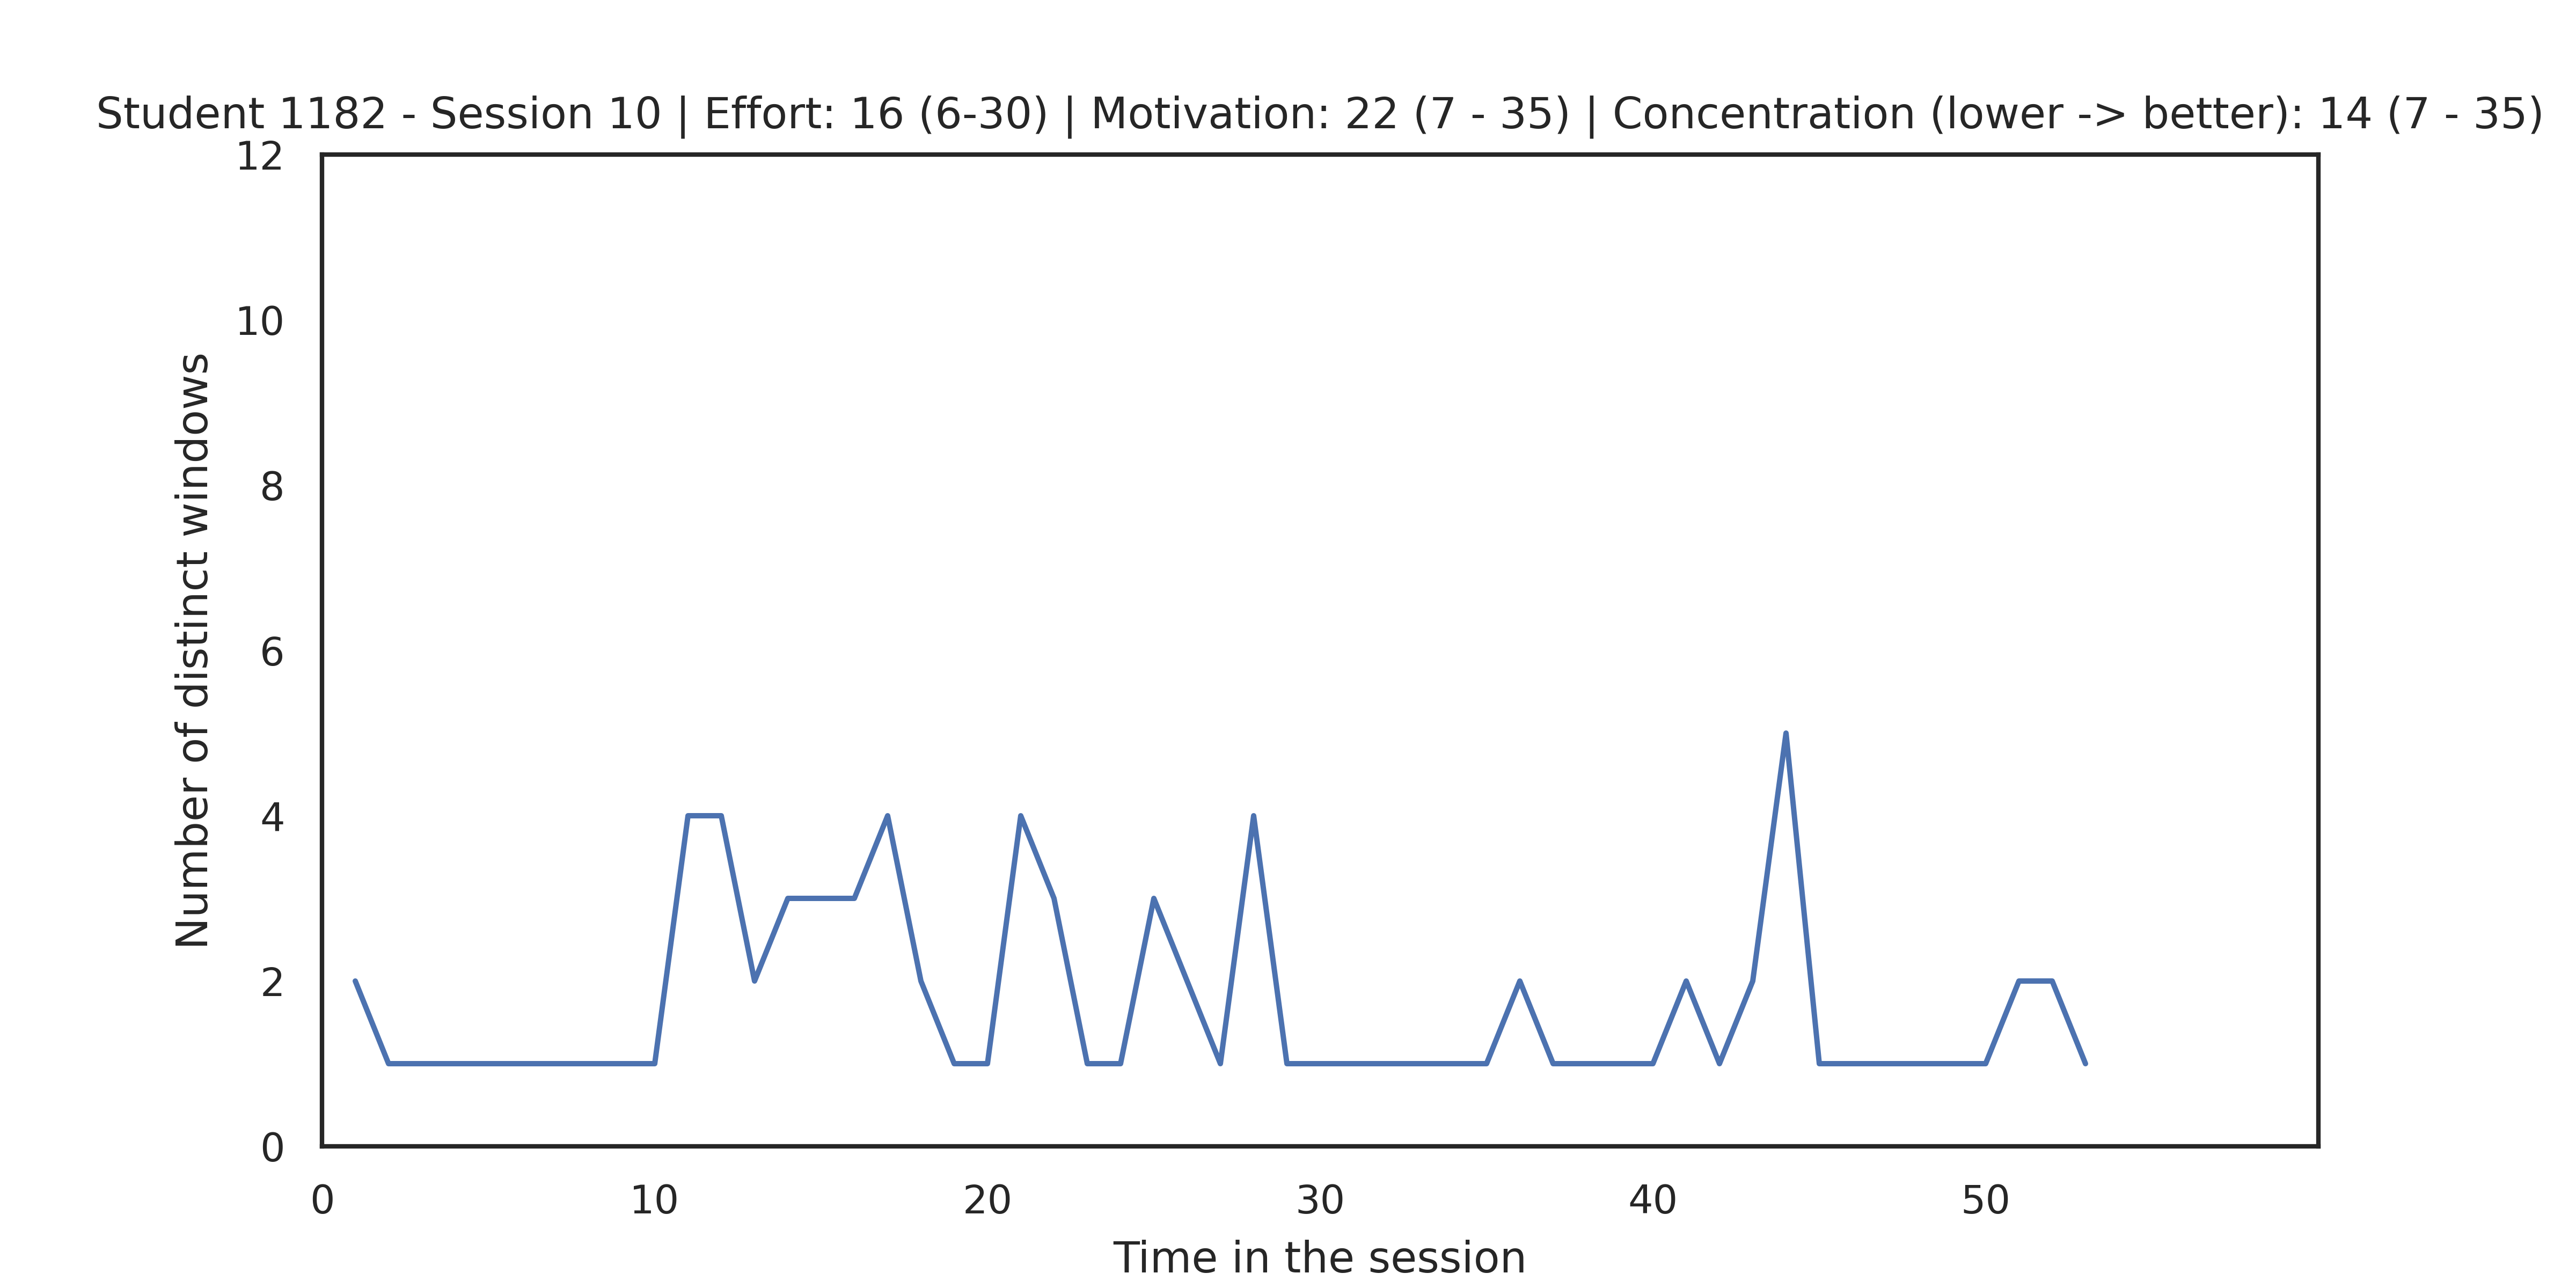 Student 1182 - Session 10 | Effort: 16 (6-30) | Motivation: 22 (7 - 35) | Concentration (lower -> better): 14 (7 - 35)
12
10
8
6
4
2
0
Number of distinct windows
0 10 20 30 40 50
Time in the session